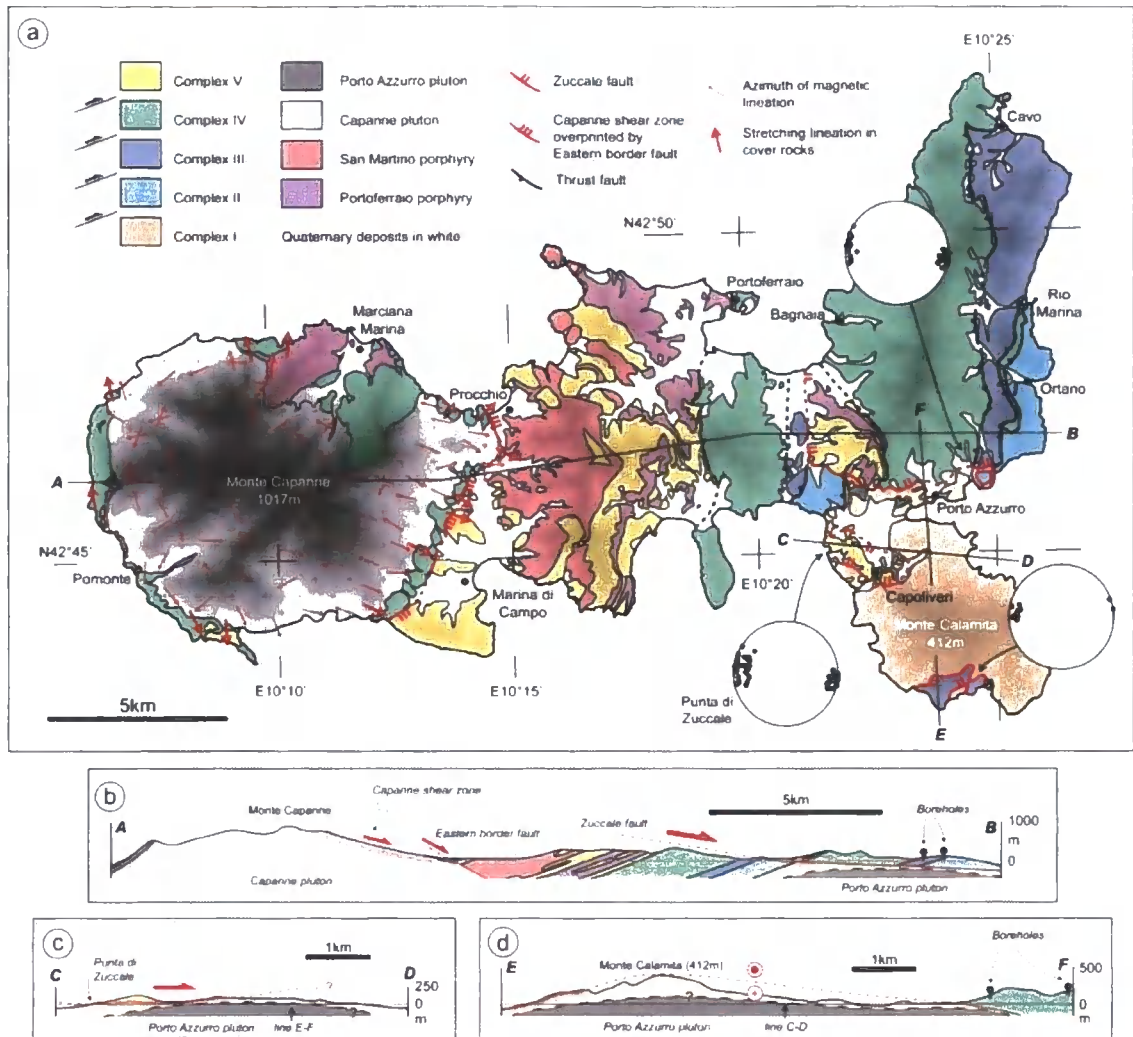 a
Complex V
Complex IV
Complex III
Complex II
Complex I
Porto Azzurro pluton
Capanne pluton
San Martino porphyry
Portoferraio porphyry
Quaternary deposits in white
Zuccale fault
Capanne shear zone
overprinted by
Eastern border fault
Thrust fault
Azimuth of magnetic
lineation
Stretching lineation in
cover rocks
E10°25'
Cavo
N42°50'
Portoferraio
Bagnaia
Rio
Marina
Marciana
Marina
Procchio
Ortano
F
B
A
Monte Capanne
1017m
Porto Azzurro
C
D
N42°45'
Pomonte
E10°20'
Capoliveri
Marina di
Campo
Monte Calamita
412m
E10°10'
E10°15'
Punta di
Zuccale
5km
E
b
A
Monte Capanne
Capanne shear zone
Eastern border fault
Zuccale fault
5km
Boreholes
B
1000
m
0
Capanne pluton
Porto Azzurro pluton
c
C
Punta di
Zuccale
1km
?
D
250
0
m
?
Porto Azzurro pluton
line E-F
d
E
Monte Calamita (412m)
1km
Boreholes
F
500
0
m
?
Porto Azzurro pluton
line C-D